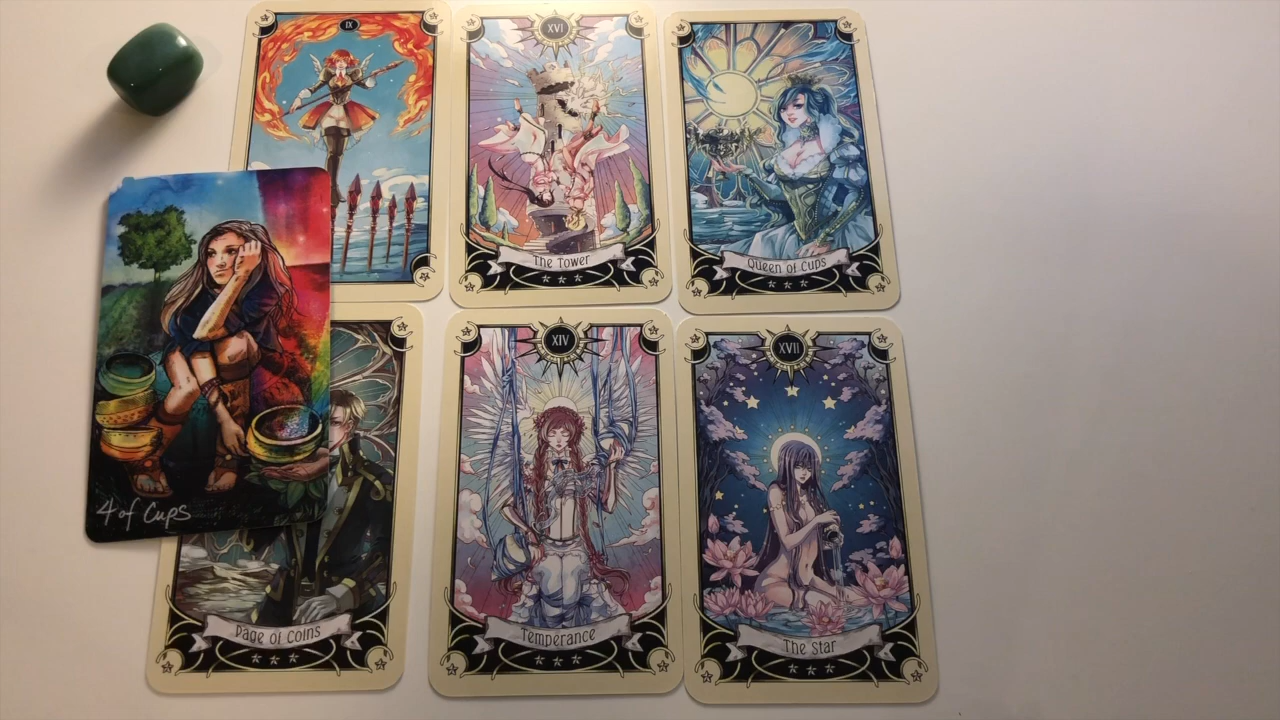 IX
XVI
The Tower
Queen of Cups
4 of Cups
Page of Coins
XIV
Temperance
XVII
The Star